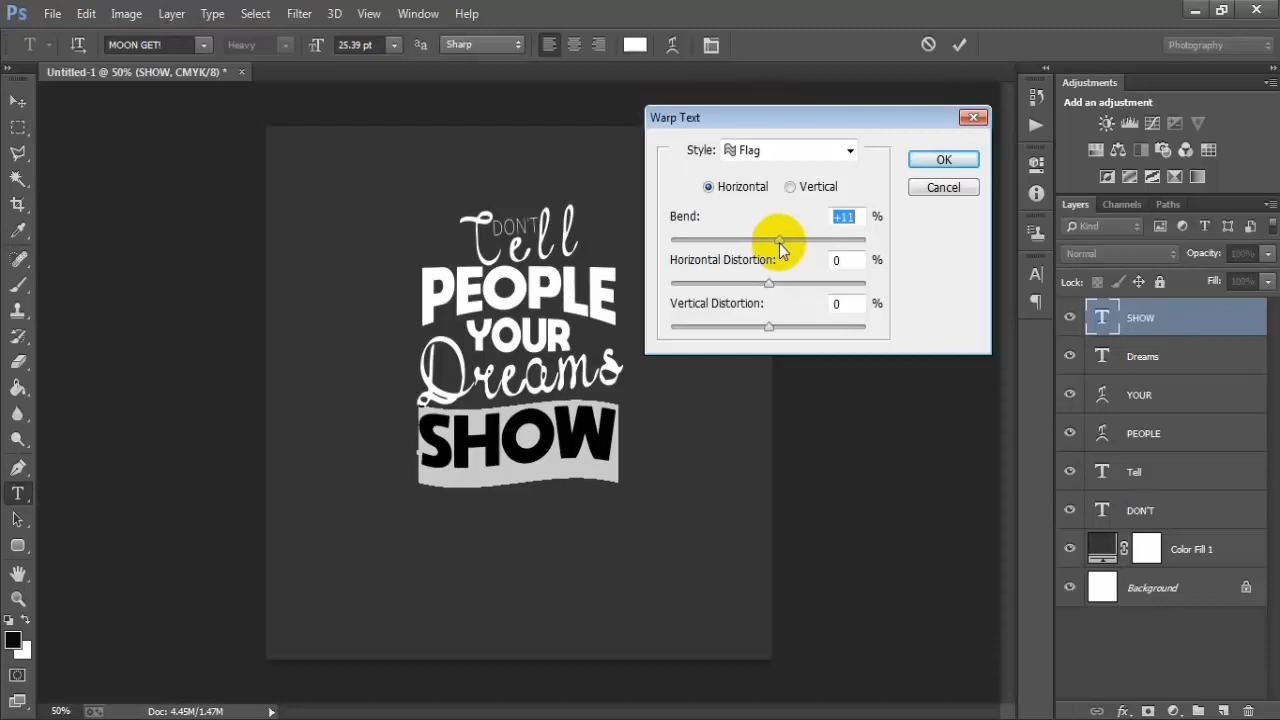 Ps File Edit Image Layer Type Select Filter 3D View Window Help
T MOON GET! Heavy 25.39 pt aa Sharp Photography
Untitled-1 @ 50% (SHOW, CMYK/8) *
Warp Text
Style: Flag
OK
Horizontal Vertical
Cancel
Bend: +11 %
Horizontal Distortion: 0 %
Vertical Distortion: 0 %
DON'T
Tell
PEOPLE
YOUR
Dreams
SHOW
Adjustments
Add an adjustment
Layers Channels Paths
Kind
Normal Opacity: 100%
Lock: Fill: 100%
T SHOW
T Dreams
YOUR
PEOPLE
T Tell
T DON'T
Color Fill 1
Background
50% Doc: 4.45M/1.47M